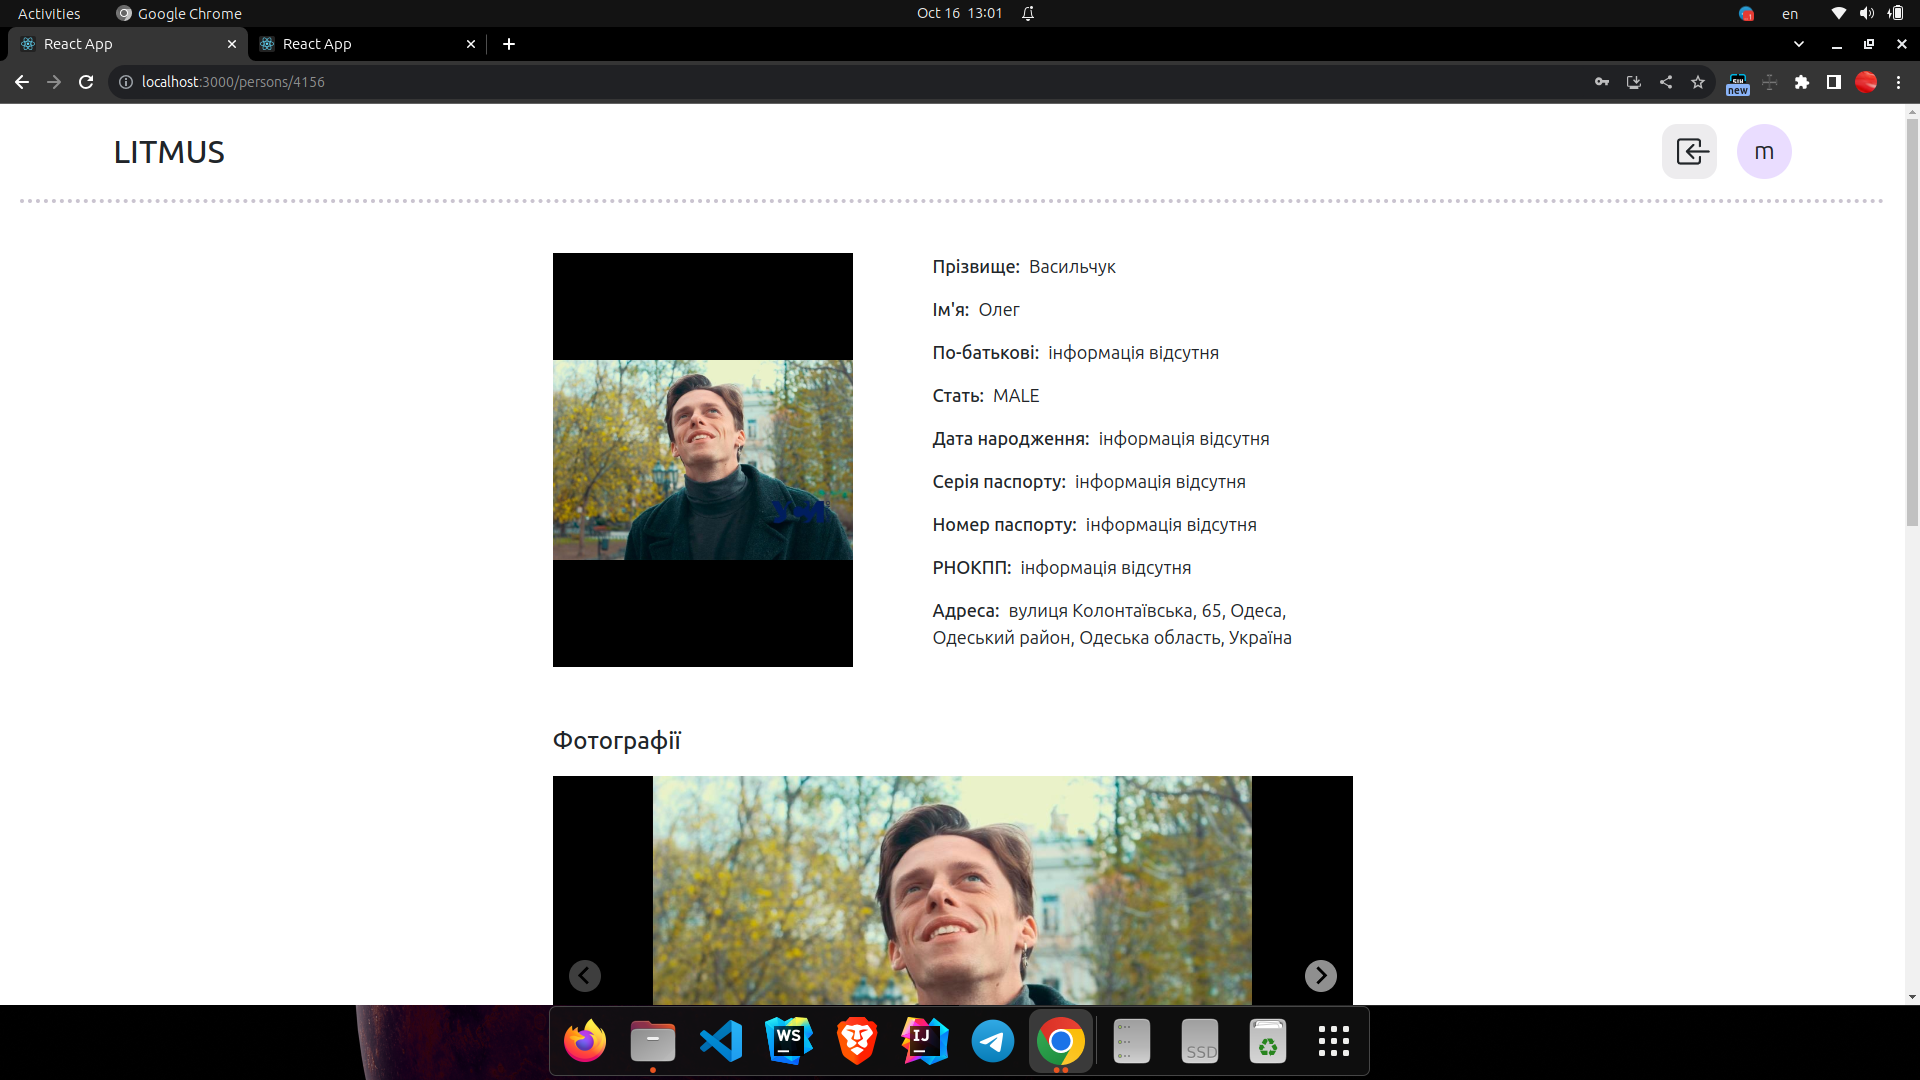 Activities
Google Chrome
Oct 16 13:01
en
React App
React App
localhost:3000/persons/4156
new
LITMUS
m
Прізвище: Васильчук
Ім'я: Олег
По-батькові: інформація відсутня
Стать: MALE
Дата народження: інформація відсутня
Серія паспорту: інформація відсутня
Номер паспорту: інформація відсутня
РНОКПП: інформація відсутня
Адреса: вулиця Колонтаївська, 65, Одеса,
Одеський район, Одеська область, Україна
Фотографії
WS
IJ
SSD